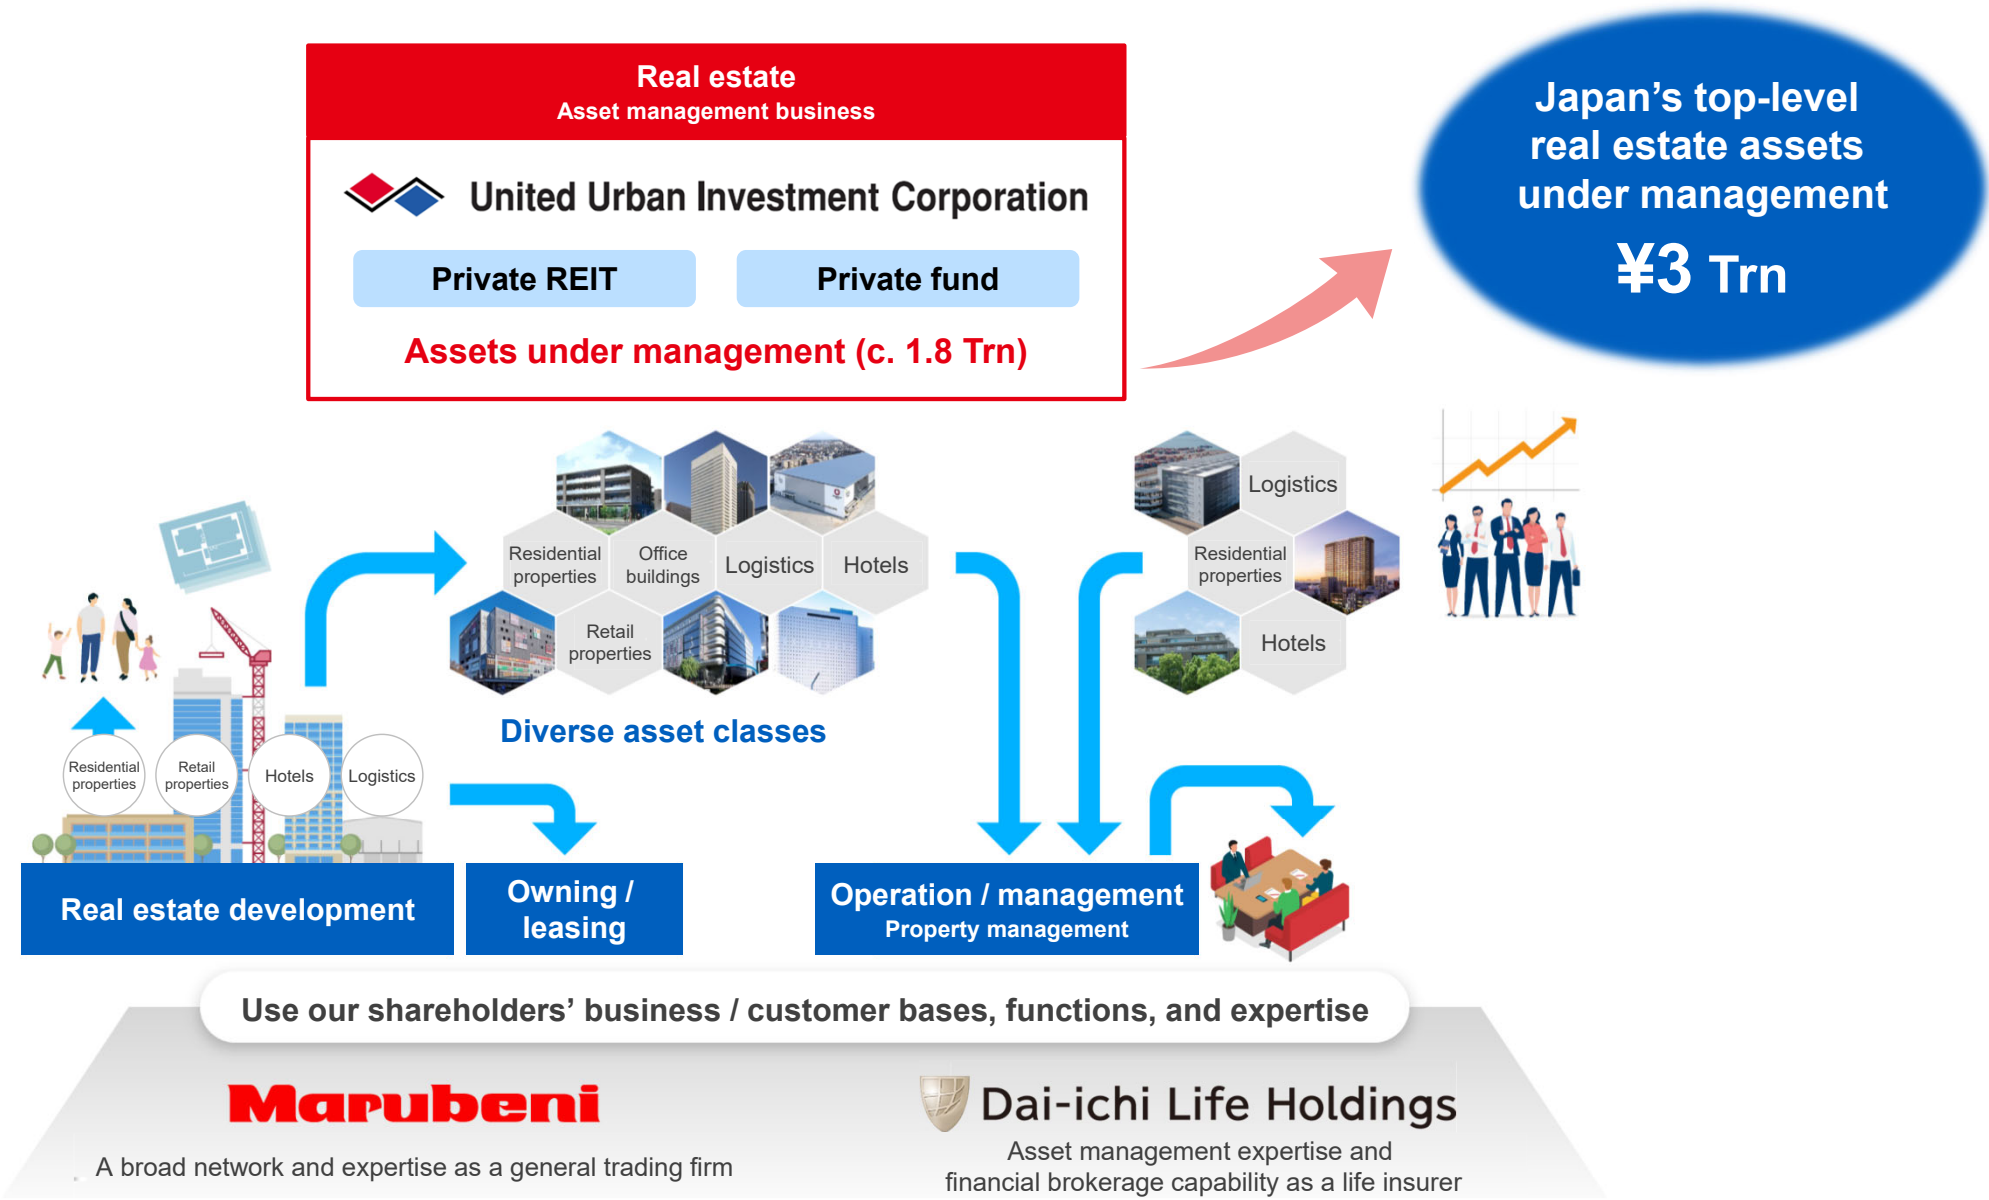 Real estate
Asset management business
United Urban Investment Corporation
Private REIT
Private fund
Assets under management (c. 1.8 Trn)
Japan’s top-level
real estate assets
under management
¥3 Trn
Residential
properties
Office
buildings
Logistics
Hotels
Retail
properties
Diverse asset classes
Logistics
Residential
properties
Hotels
Residential
properties
Retail
properties
Hotels
Logistics
Real estate development
Owning /
leasing
Operation / management
Property management
Use our shareholders’ business / customer bases, functions, and expertise
Marubeni
A broad network and expertise as a general trading firm
Dai-ichi Life Holdings
Asset management expertise and
financial brokerage capability as a life insurer